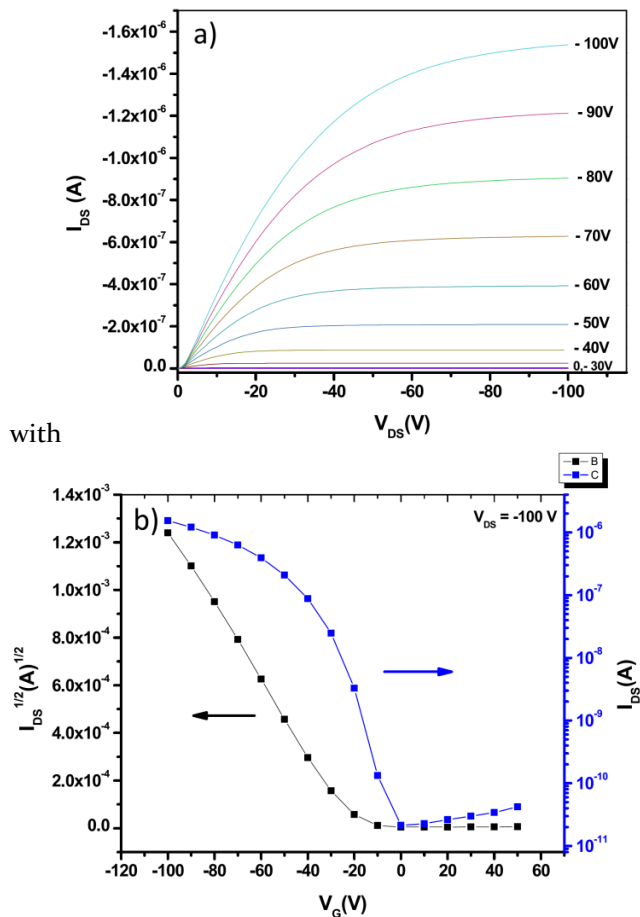 a)
-1.6x10⁻⁶
-1.4x10⁻⁶
-1.2x10⁻⁶
-1.0x10⁻⁶
-8.0x10⁻⁷
-6.0x10⁻⁷
-4.0x10⁻⁷
-2.0x10⁻⁷
0.0
I_DS (A)
- 100V
- 90V
- 80V
- 70V
- 60V
- 50V
- 40V
0,- 30V
0 -20 -40 -60 -80 -100
V_DS(V)
with
B
C
b)
V_DS = -100 V
1.4x10⁻³
1.2x10⁻³
1.0x10⁻³
8.0x10⁻⁴
6.0x10⁻⁴
4.0x10⁻⁴
2.0x10⁻⁴
0.0
I_DS^1/2(A)^1/2
10⁻⁶
10⁻⁷
10⁻⁸
10⁻⁹
10⁻¹⁰
10⁻¹¹
I_DS(A)
-120 -100 -80 -60 -40 -20 0 20 40 60
V_G(V)